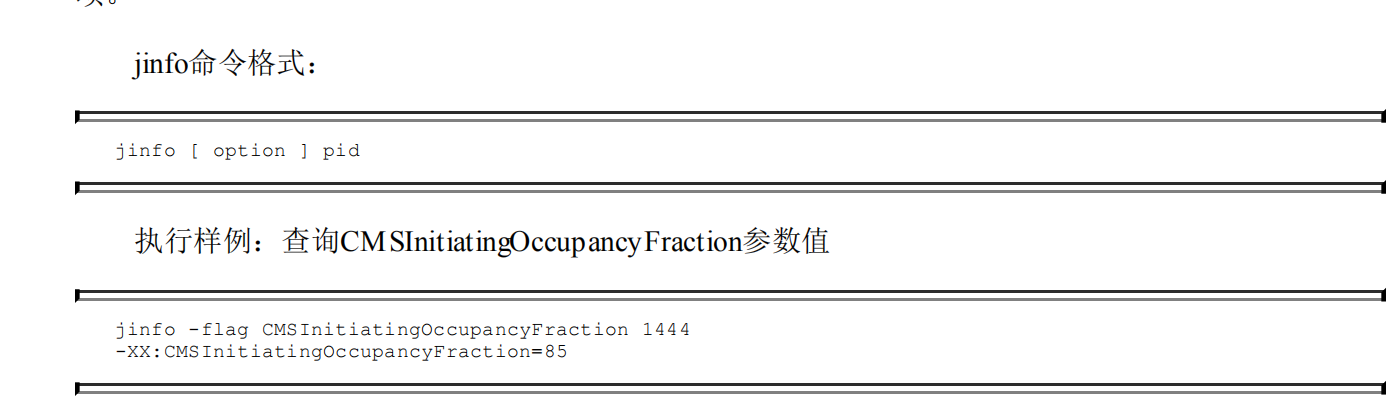 项。
jinfo命令格式：
jinfo [ option ] pid
执行样例：查询CMSInitiatingOccupancyFraction参数值
jinfo -flag CMSInitiatingOccupancyFraction 1444
-XX:CMSInitiatingOccupancyFraction=85